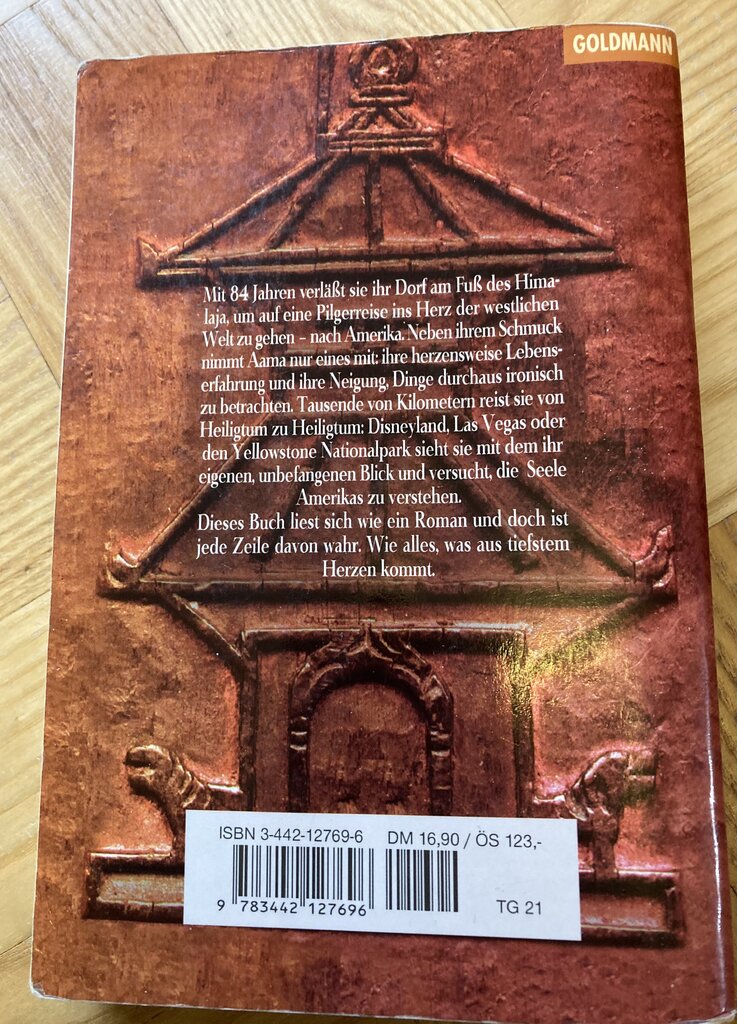 GOLDMANN
Mit 84 Jahren verläßt sie ihr Dorf am Fuß des Hima-
laja, um auf eine Pilgerreise ins Herz der westlichen
Welt zu gehen – nach Amerika. Neben ihrem Schmuck
nimmt Aama nur eines mit: ihre herzensweise Lebens-
erfahrung und ihre Neigung, Dinge durchaus ironisch
zu betrachten. Tausende von Kilometern reist sie von
Heiligtum zu Heiligtum: Disneyland, Las Vegas oder
den Yellowstone Nationalpark sieht sie mit dem ihr
eigenen, unbefangenen Blick und versucht, die Seele
Amerikas zu verstehen.
Dieses Buch liest sich wie ein Roman und doch ist
jede Zeile davon wahr. Wie alles, was aus tiefstem
Herzen kommt.
ISBN 3-442-12769-6 DM 16,90 / ÖS 123,-
9 783442 127696
TG 21